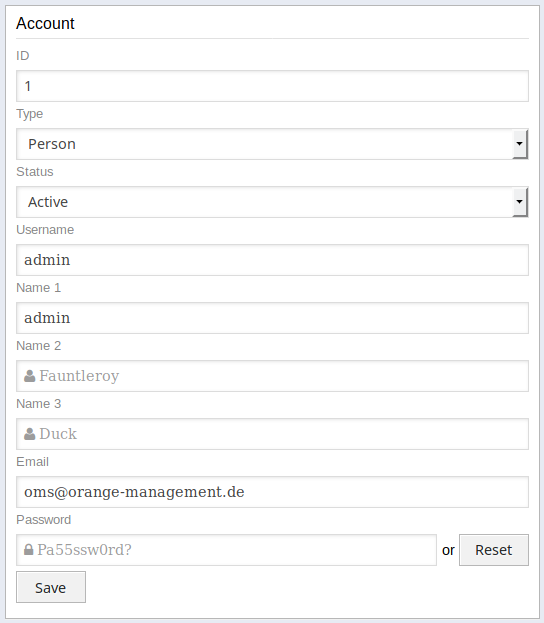 Account
ID
1
Type
Person
Status
Active
Username
admin
Name 1
admin
Name 2
Fauntleroy
Name 3
Duck
Email
oms@orange-management.de
Password
Pa55ssw0rd? or Reset
Save